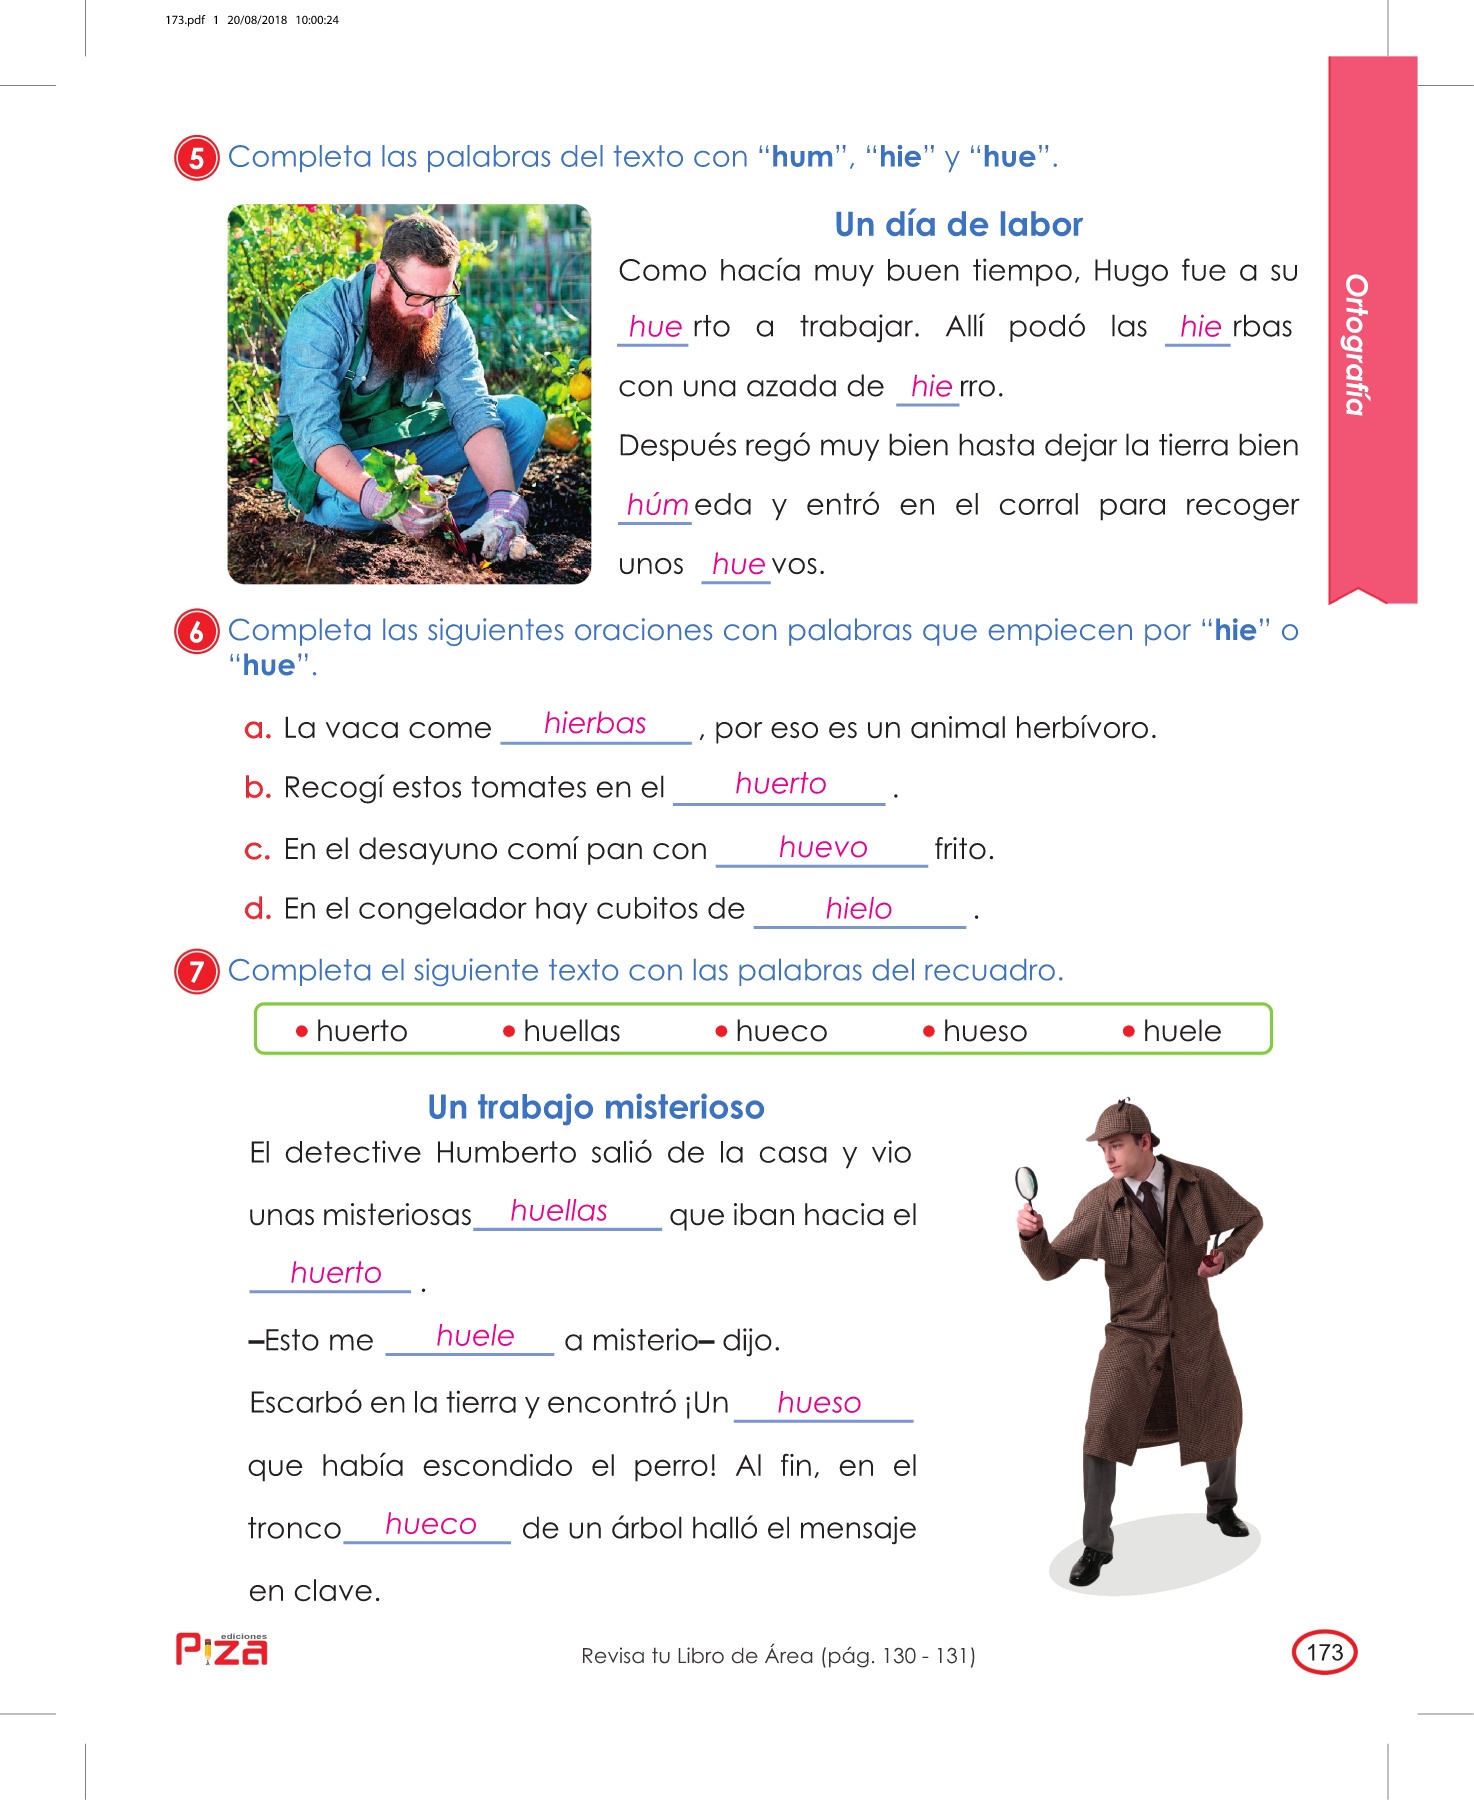 173.pdf 1 20/08/2018 10:00:24
Ortografía
5 Completa las palabras del texto con “hum”, “hie” y “hue”.
Un día de labor
Como hacía muy buen tiempo, Hugo fue a su
hue rto a trabajar. Allí podó las hie rbas
con una azada de hie rro.
Después regó muy bien hasta dejar la tierra bien
húm eda y entró en el corral para recoger
unos hue vos.
6 Completa las siguientes oraciones con palabras que empiecen por “hie” o
“hue”.
a. La vaca come hierbas , por eso es un animal herbívoro.
b. Recogí estos tomates en el huerto .
c. En el desayuno comí pan con huevo frito.
d. En el congelador hay cubitos de hielo .
7 Completa el siguiente texto con las palabras del recuadro.
• huerto • huellas • hueco • hueso • huele
Un trabajo misterioso
El detective Humberto salió de la casa y vio
unas misteriosas huellas que iban hacia el
huerto .
–Esto me huele a misterio– dijo.
Escarbó en la tierra y encontró ¡Un hueso
que había escondido el perro! Al fin, en el
tronco hueco de un árbol halló el mensaje
en clave.
ediciones
Piza
Revisa tu Libro de Área (pág. 130 - 131)
173